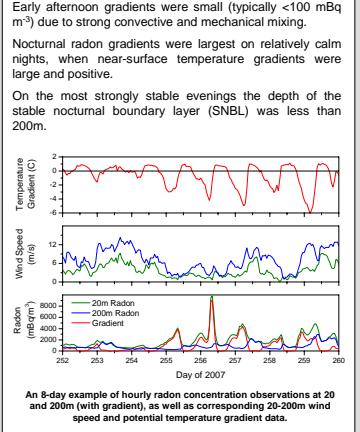 Early afternoon gradients were small (typically <100 mBq
m-3) due to strong convective and mechanical mixing.
Nocturnal radon gradients were largest on relatively calm
nights, when near-surface temperature gradients were
large and positive.
On the most strongly stable evenings the depth of the
stable nocturnal boundary layer (SNBL) was less than
200m.
Temperature
Gradient (C)
2
0
-2
-4
-6
Wind Speed
(m/s)
12
6
0
Radon
(mBq m-3)
8000
6000
4000
2000
0
20m Radon
200m Radon
Gradient
252 253 254 255 256 257 258 259 260
Day of 2007
An 8-day example of hourly radon concentration observations at 20
and 200m (with gradient), as well as corresponding 20-200m wind
speed and potential temperature gradient data.